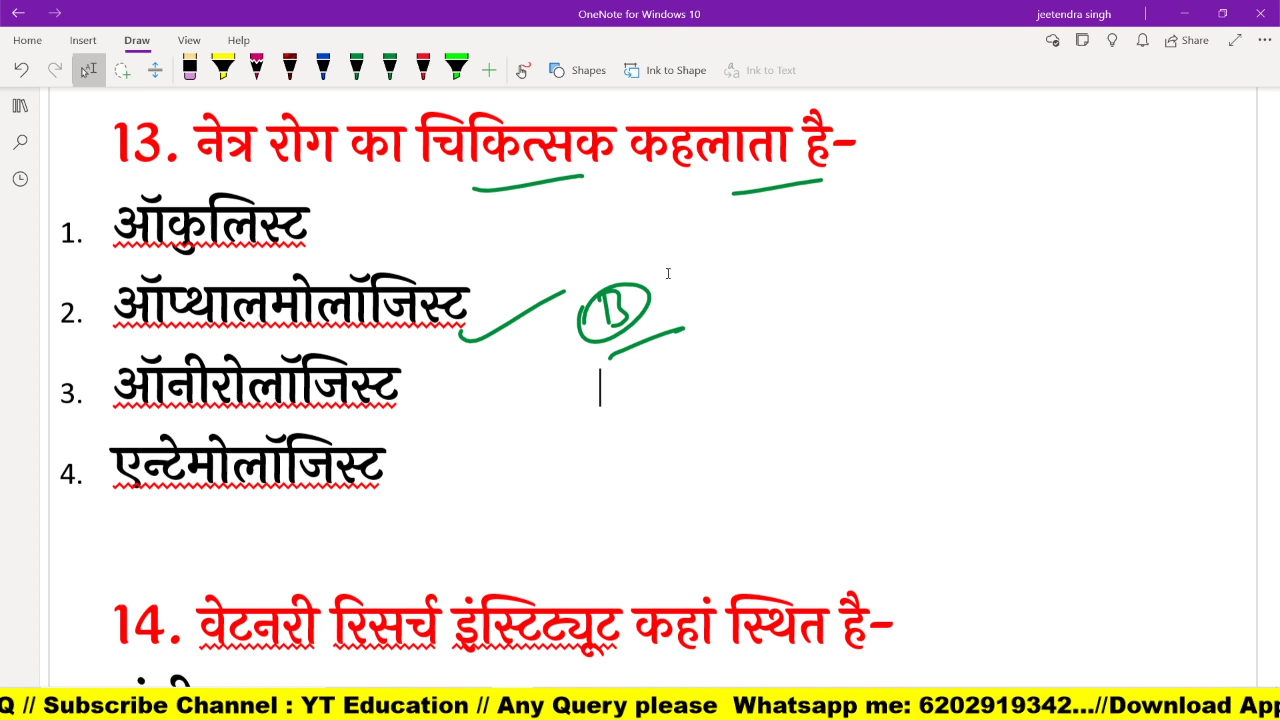 OneNote for Windows 10
jeetendra singh
Home Insert Draw View Help
Share
Shapes Ink to Shape Ink to Text
13. नेत्र रोग का चिकित्सक कहलाता है-
1. ऑकुलिस्ट
2. ऑप्थालमोलॉजिस्ट B
3. ऑनीरोलॉजिस्ट
4. एन्टेमोलॉजिस्ट
14. वेटनरी रिसर्च इंस्टिट्यूट कहां स्थित है-
Q // Subscribe Channel : YT Education // Any Query please Whatsapp me: 6202919342...//Download App